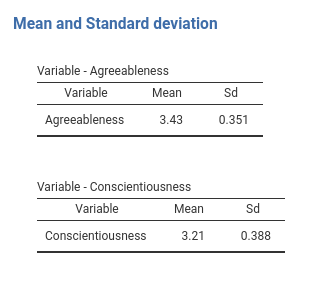 Mean and Standard deviation
Variable - Agreeableness
Variable Mean Sd
Agreeableness 3.43 0.351
Variable - Conscientiousness
Variable Mean Sd
Conscientiousness 3.21 0.388